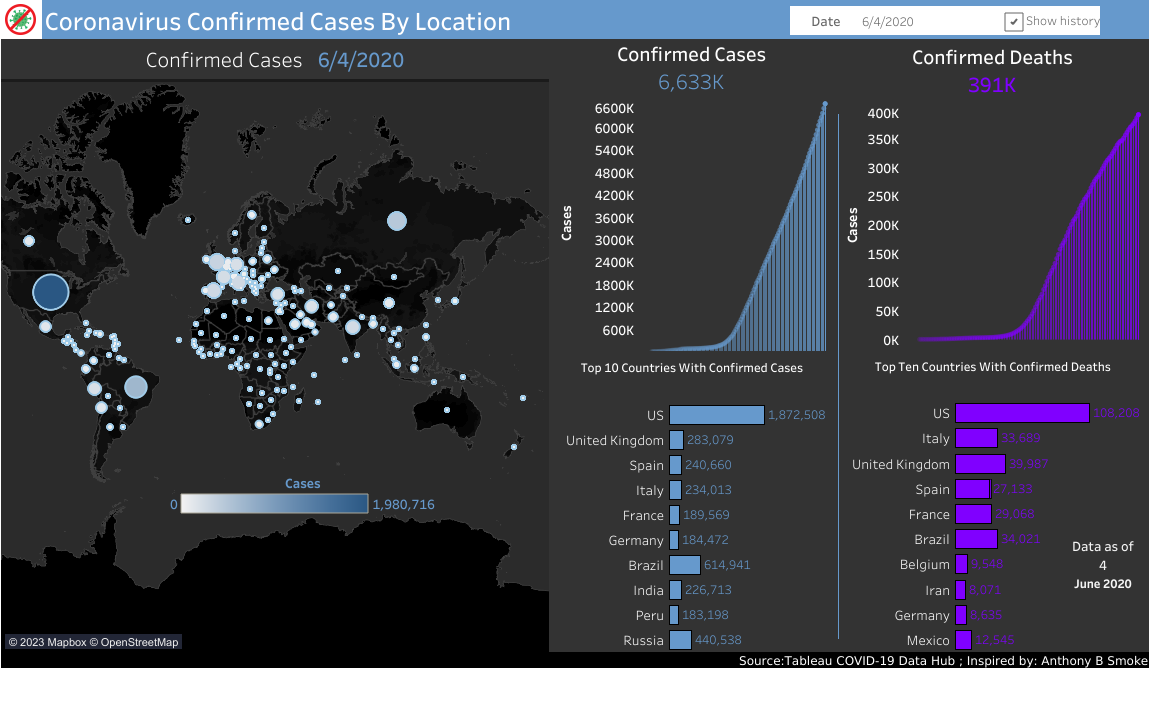 Coronavirus Confirmed Cases By Location
Date 6/4/2020 Show history
Confirmed Cases 6/4/2020
© 2023 Mapbox © OpenStreetMap
Cases
0 1,980,716
Confirmed Cases
6,633K
Cases
6600K
6000K
5400K
4800K
4200K
3600K
3000K
2400K
1800K
1200K
600K
Top 10 Countries With Confirmed Cases
US 1,872,508
United Kingdom 283,079
Spain 240,660
Italy 234,013
France 189,569
Germany 184,472
Brazil 614,941
India 226,713
Peru 183,198
Russia 440,538
Confirmed Deaths
391K
Cases
400K
350K
300K
250K
200K
150K
100K
50K
0K
Top Ten Countries With Confirmed Deaths
US 108,208
Italy 33,689
United Kingdom 39,987
Spain 27,133
France 29,068
Brazil 34,021
Belgium 9,548
Iran 8,071
Germany 8,635
Mexico 12,545
Data as of
4
June 2020
Source:Tableau COVID-19 Data Hub ; Inspired by: Anthony B Smoke